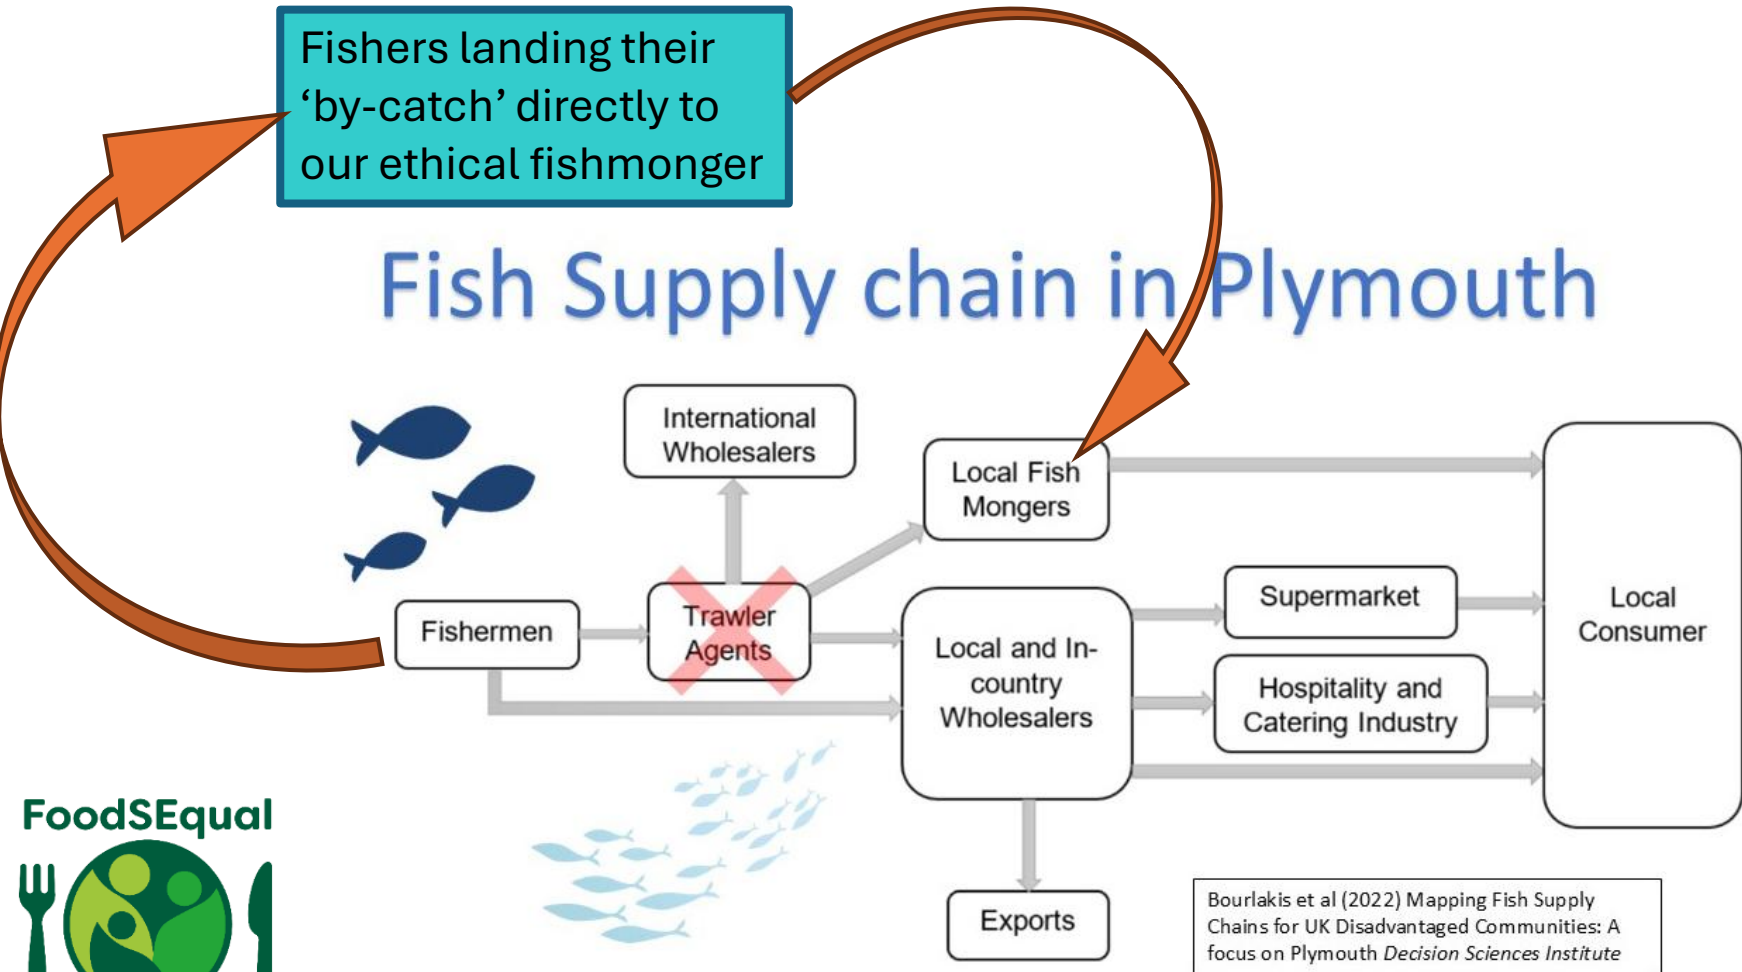 Fishers landing their
‘by-catch’ directly to
our ethical fishmonger
Fish Supply chain in Plymouth
International
Wholesalers
Local Fish
Mongers
Fishermen
Trawler
Agents
Local and In-
country
Wholesalers
Supermarket
Hospitality and
Catering Industry
Local
Consumer
Exports
FoodSEqual
Bourlakis et al (2022) Mapping Fish Supply
Chains for UK Disadvantaged Communities: A
focus on Plymouth Decision Sciences Institute